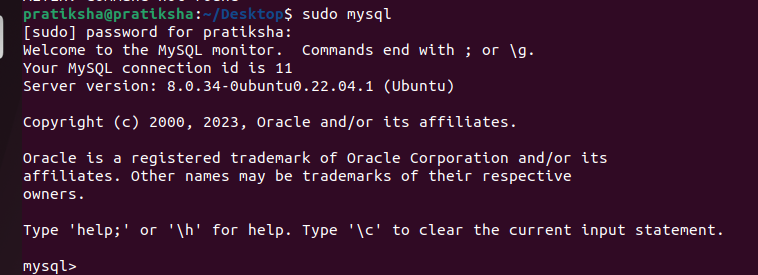 pratiksha@pratiksha:~/Desktop$ sudo mysql
[sudo] password for pratiksha:
Welcome to the MySQL monitor.  Commands end with ; or \g.
Your MySQL connection id is 11
Server version: 8.0.34-0ubuntu0.22.04.1 (Ubuntu)

Copyright (c) 2000, 2023, Oracle and/or its affiliates.

Oracle is a registered trademark of Oracle Corporation and/or its
affiliates. Other names may be trademarks of their respective
owners.

Type 'help;' or '\h' for help. Type '\c' to clear the current input statement.

mysql>